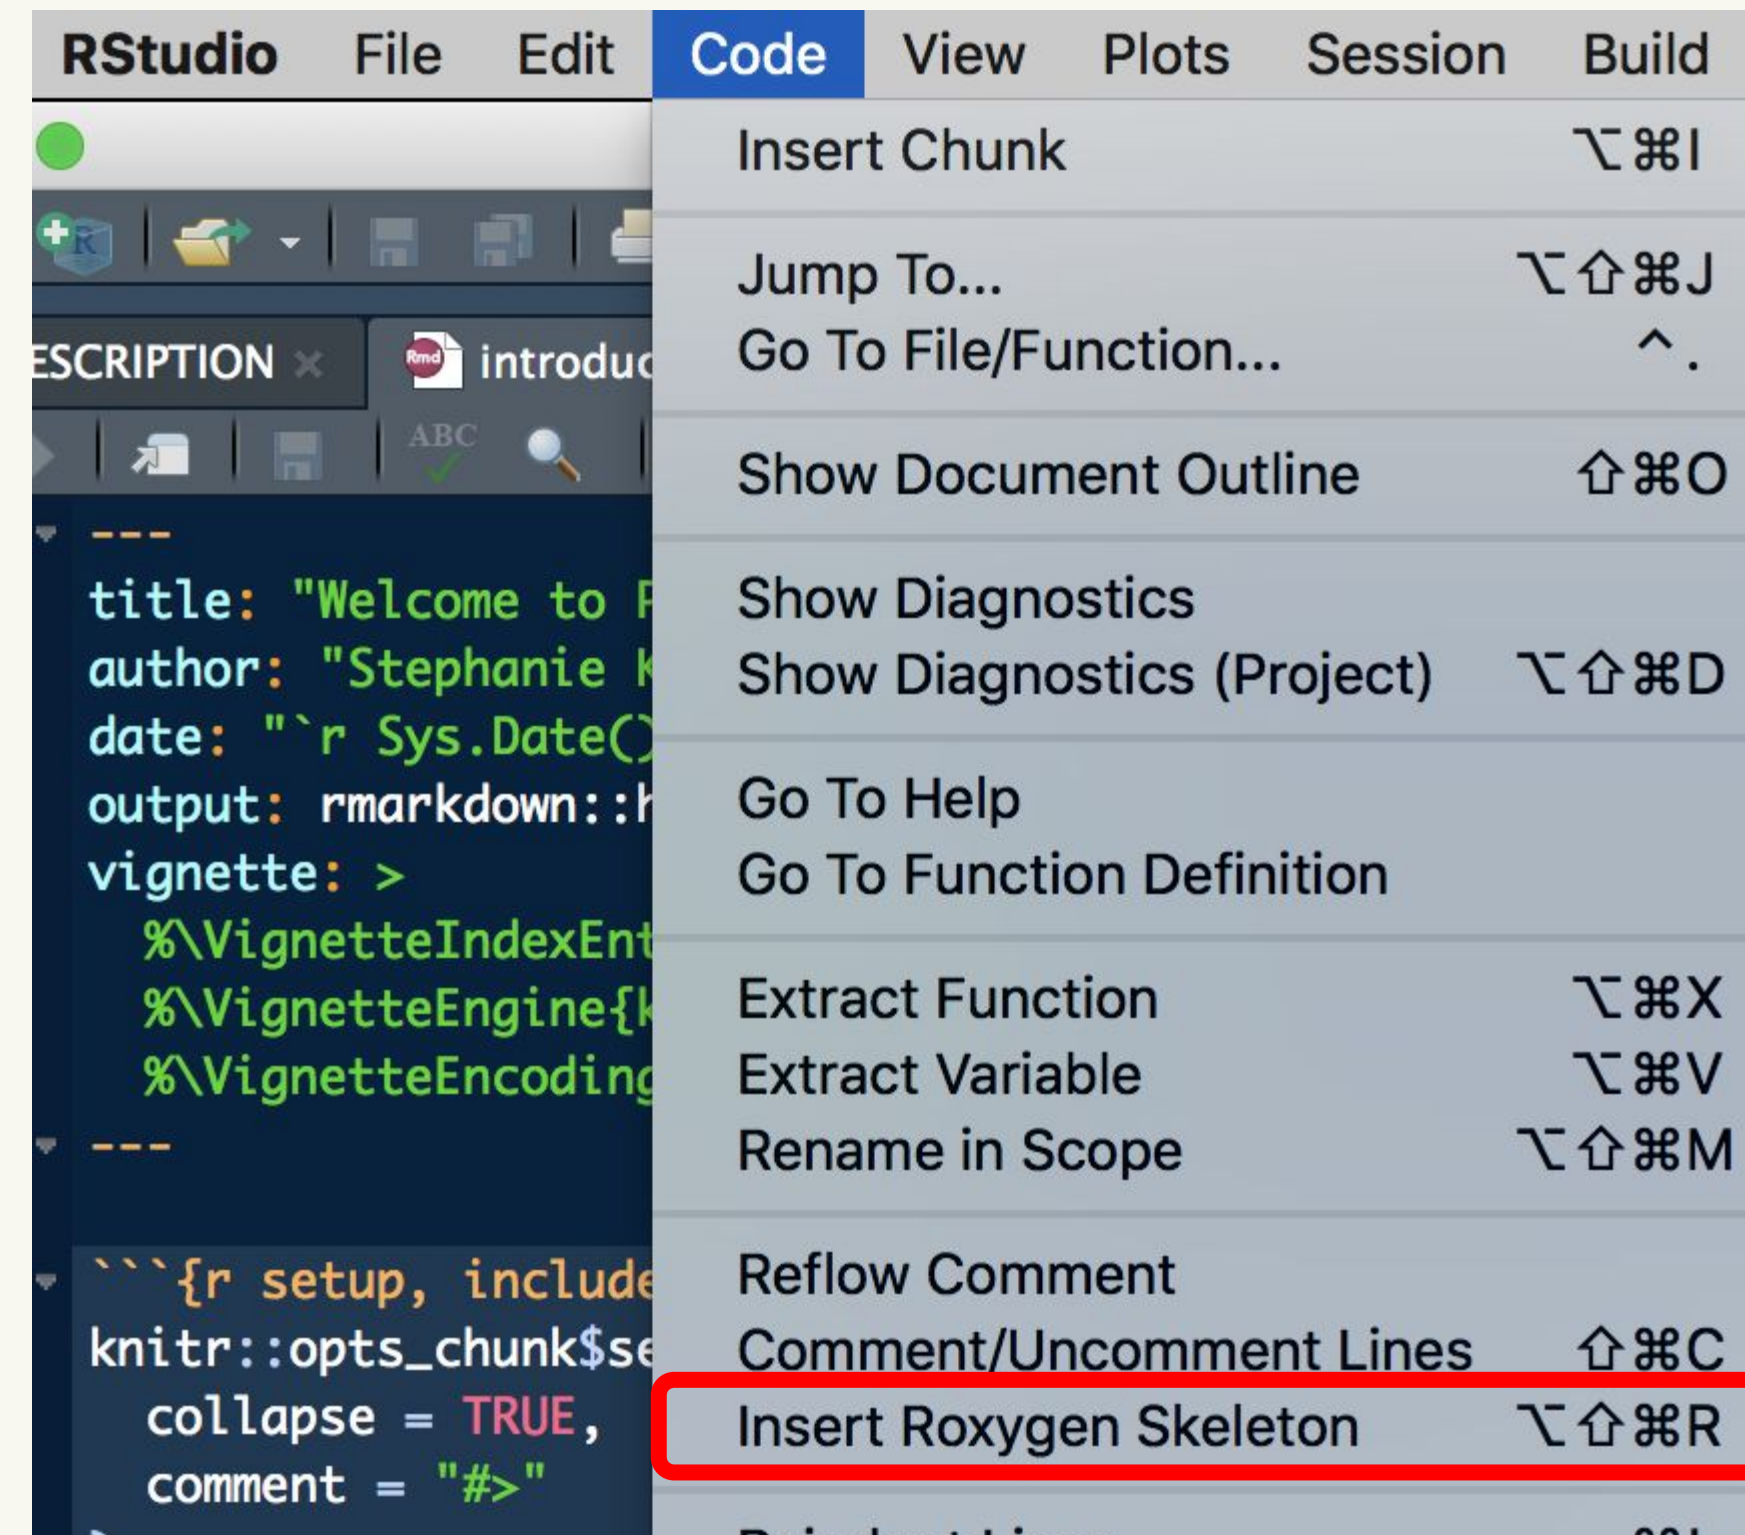 RStudio File Edit Code View Plots Session Build
Insert Chunk ⌥⌘I
Jump To... ⌥⇧⌘J
Go To File/Function... ^.
Show Document Outline ⇧⌘O
Show Diagnostics
Show Diagnostics (Project) ⌥⇧⌘D
Go To Help
Go To Function Definition
Extract Function ⌥⌘X
Extract Variable ⌥⌘V
Rename in Scope ⌥⇧⌘M
Reflow Comment
Comment/Uncomment Lines ⇧⌘C
Insert Roxygen Skeleton ⌥⇧⌘R
R
ESCRIPTION ×
Rmd introduc
ABC
---
title: "Welcome to
author: "Stephanie
date: "`r Sys.Date()
output: rmarkdown::
vignette: >
%\VignetteIndexEnt
%\VignetteEngine{k
%\VignetteEncoding
---
```{r setup, include
knitr::opts_chunk$se
collapse = TRUE,
comment = "#>"